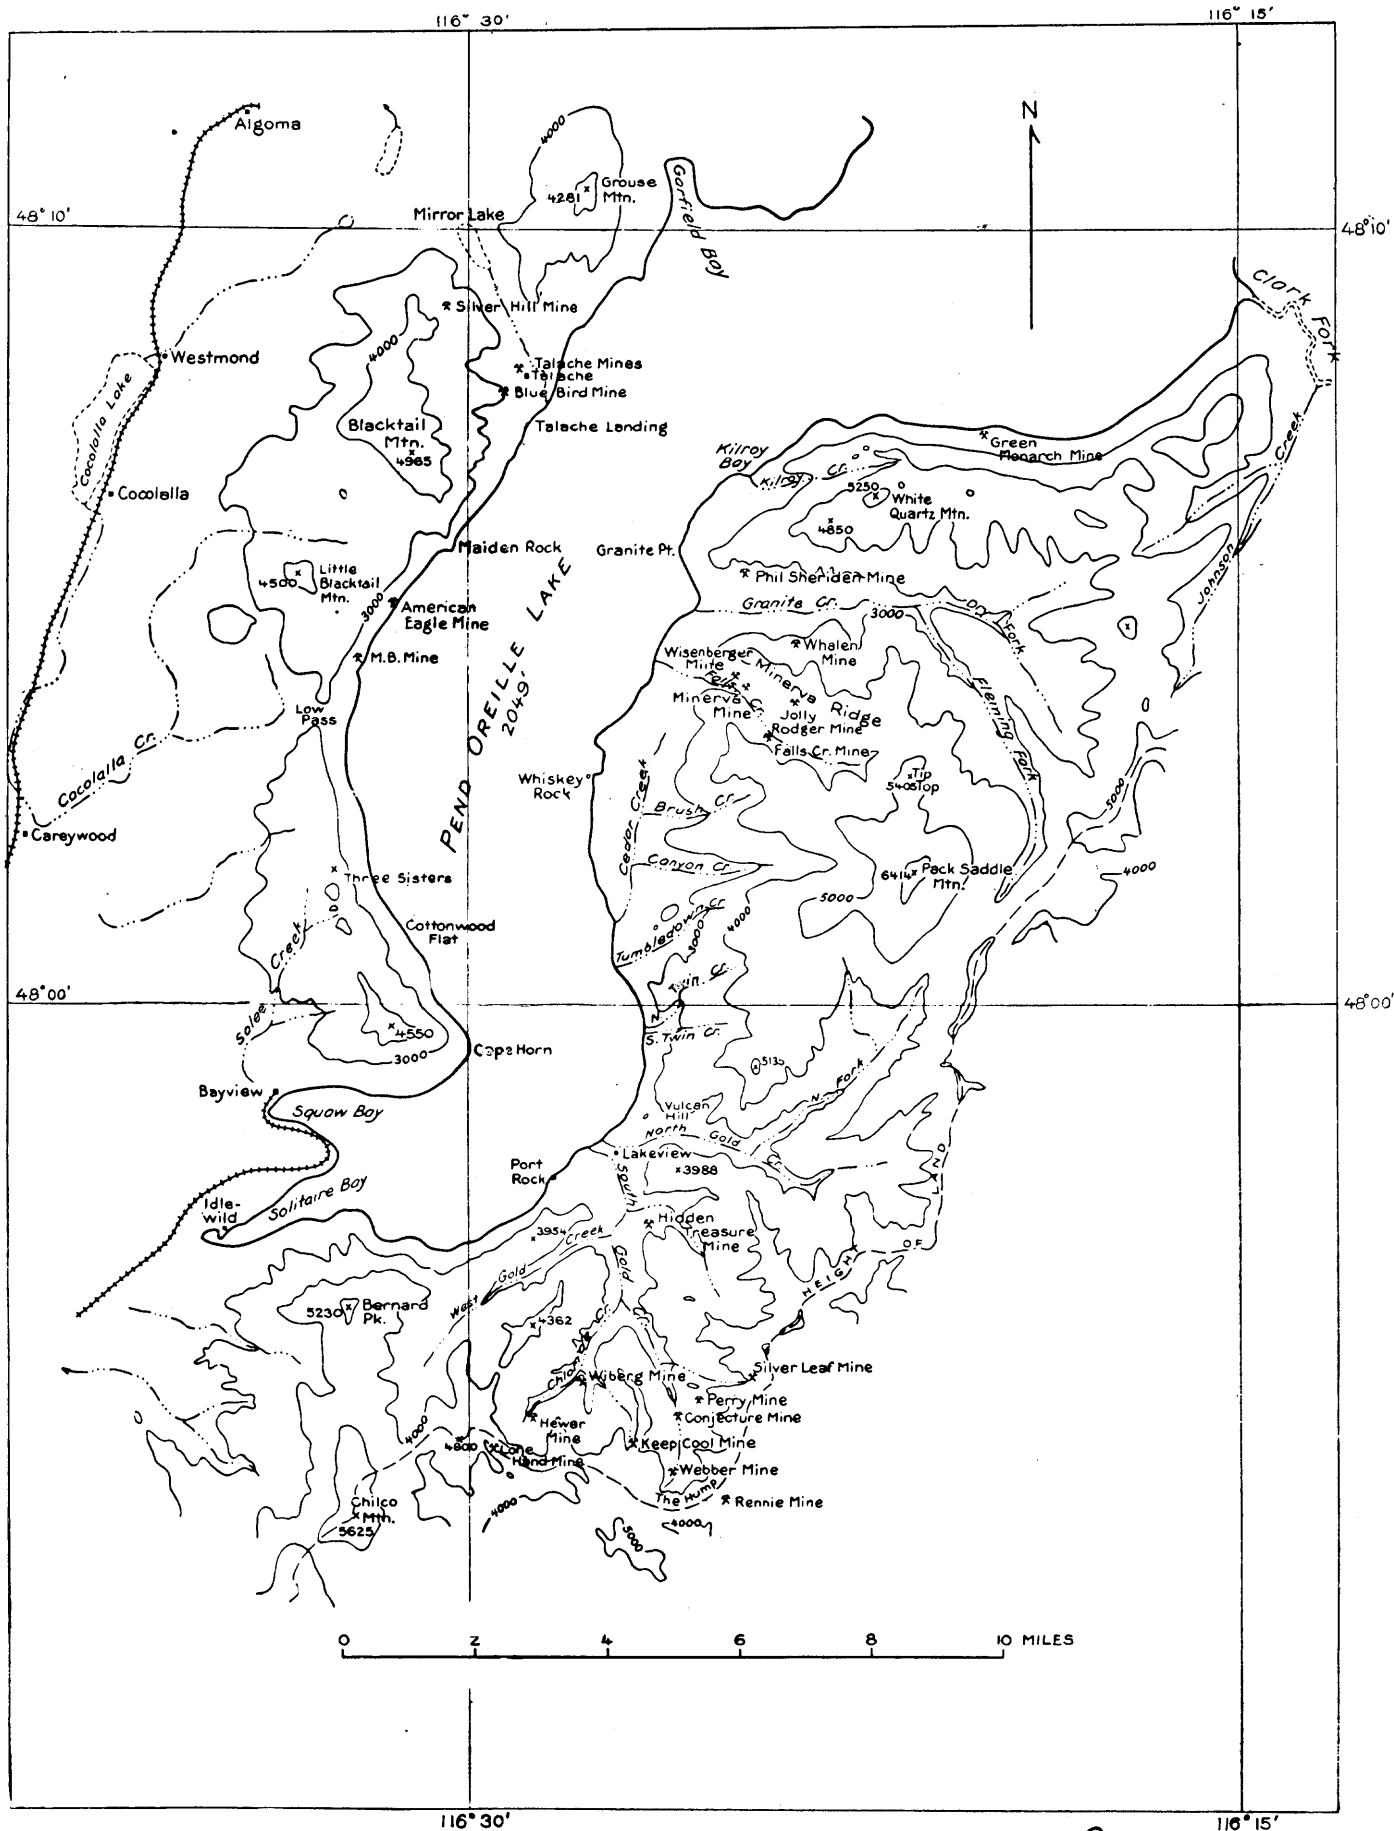 116° 30'
116° 15'
Algoma
N
4000
Grouse
Mtn.
4281
Garfield Bay
48° 10'
Mirror Lake
48° 10'
Clark Fork
Silver Hill Mine
4000
Westmond
Talache Mines
Talache
Blue Bird Mine
Cocolalla Lake
Blacktail
Mtn.
4965
Talache Landing
Kilroy
Bay
Green
Monarch Mine
Creek
Kilroy Cr.
Cocolalla
5250
White
Quartz Mtn.
4850
Maiden Rock
Granite Pt.
Johnson
4500
Little
Blacktail
Mtn.
Phil Sheriden Mine
3000
American
Eagle Mine
Granite Cr.
3000
Dry Fork
PEND OREILLE LAKE
2049'
M.B. Mine
Whalen
Mine
Wisenberger
Mine
Falls Cr.
Minerva Ridge
Fleming Fork
Minerva
Mine
Jolly
Rodger Mine
Low
Pass
Falls Cr. Mine
Cocolalla Cr.
Whiskey
Rock
Cedar Creek
Tip
Top
5405
5000
Brush Cr.
Careywood
Canyon Cr.
Three Sisters
6414
Pack Saddle
Mtn.
4000
5000
4000
Cottonwood
Flat
Tumbledown Cr.
3000
Creek
N. Twin Cr.
48° 00'
48° 00'
Solee
4550
S. Twin Cr.
3000
Cape Horn
5130
N. Fork
Bayview
Squaw Bay
Vulcan
Hill
North Gold Cr.
Lakeview
3988
LAND
Port
Rock
South
Idle-
wild
Solitaire Bay
Hidden
Treasure
Mine
3954
Creek
OF
Gold
Gold
HEIGHT
West
5230
Bernard
Pk.
4362
Cr.
Cr.
Chloride
Silver Leaf Mine
Wiberg Mine
Perry Mine
Hewer
Mine
Conjecture Mine
4000
4800
Lone
Hand Mine
Keep Cool Mine
Webber Mine
The Hump
Rennie Mine
Chilco
Mtn.
5625
4000
4000
5000
0 2 4 6 8 10 MILES
116° 30'
116° 15'